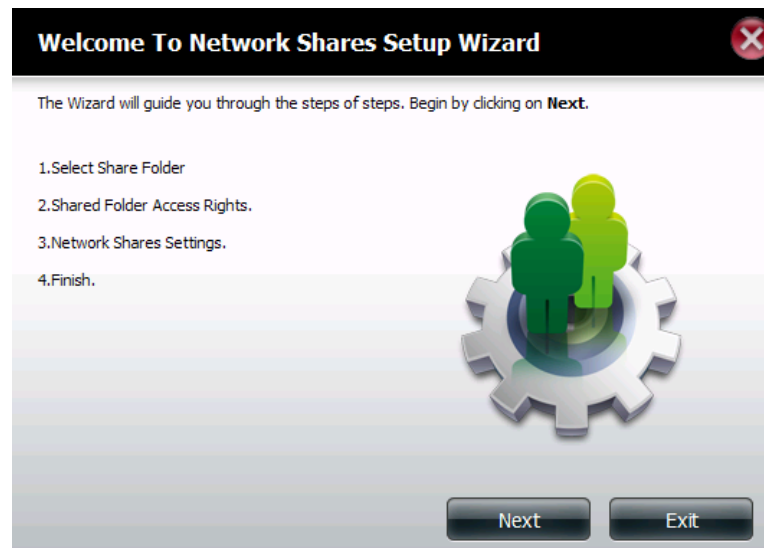 Welcome To Network Shares Setup Wizard
The Wizard will guide you through the steps of steps. Begin by clicking on Next.
1.Select Share Folder
2.Shared Folder Access Rights.
3.Network Shares Settings.
4.Finish.
Next
Exit